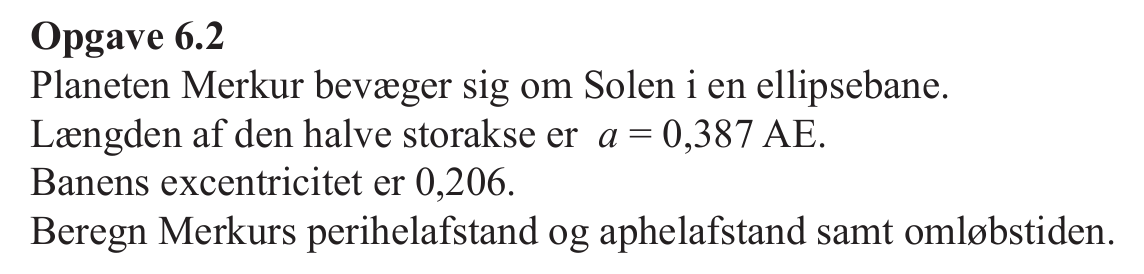 Opgave 6.2
Planeten Merkur bevæger sig om Solen i en ellipsebane.
Længden af den halve storakse er a = 0,387 AE.
Banens excentricitet er 0,206.
Beregn Merkurs perihelafstand og aphelafstand samt omløbstiden.